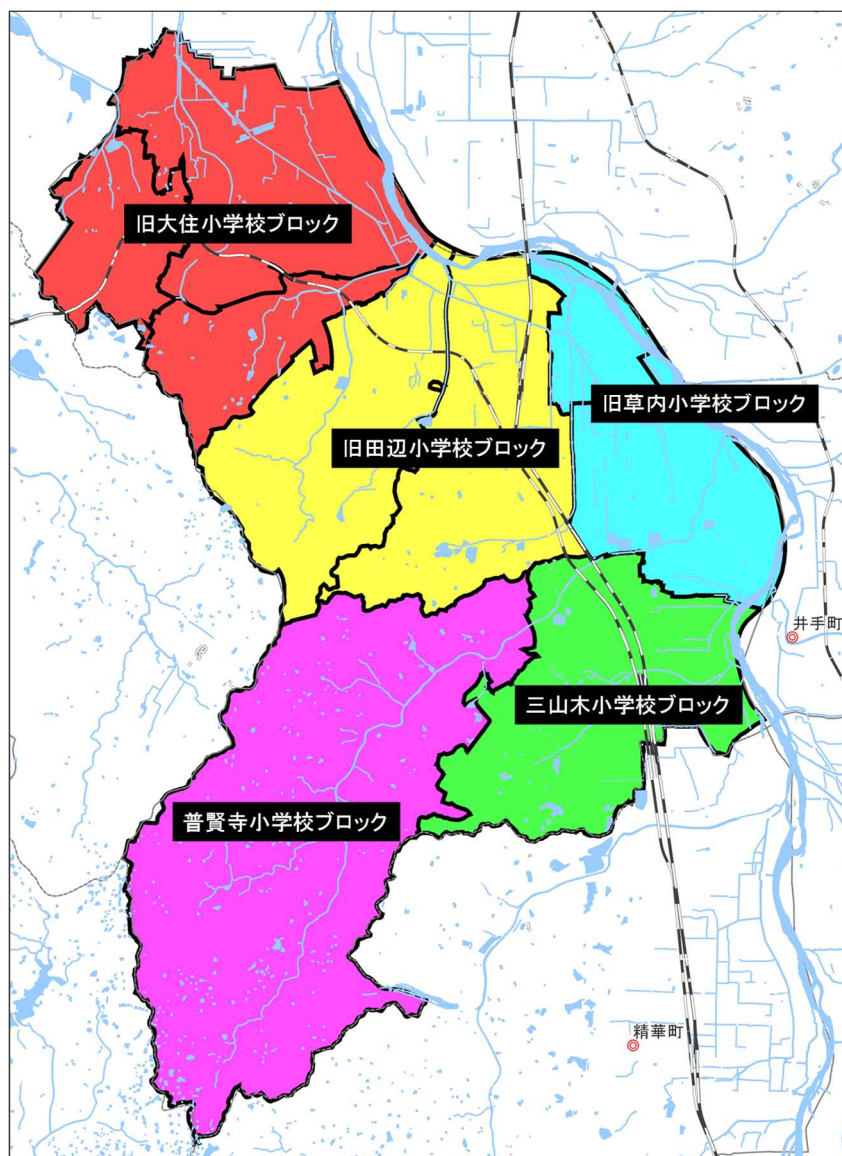 旧大住小学校ブロック
旧草内小学校ブロック
旧田辺小学校ブロック
井手町
三山木小学校ブロック
普賢寺小学校ブロック
精華町